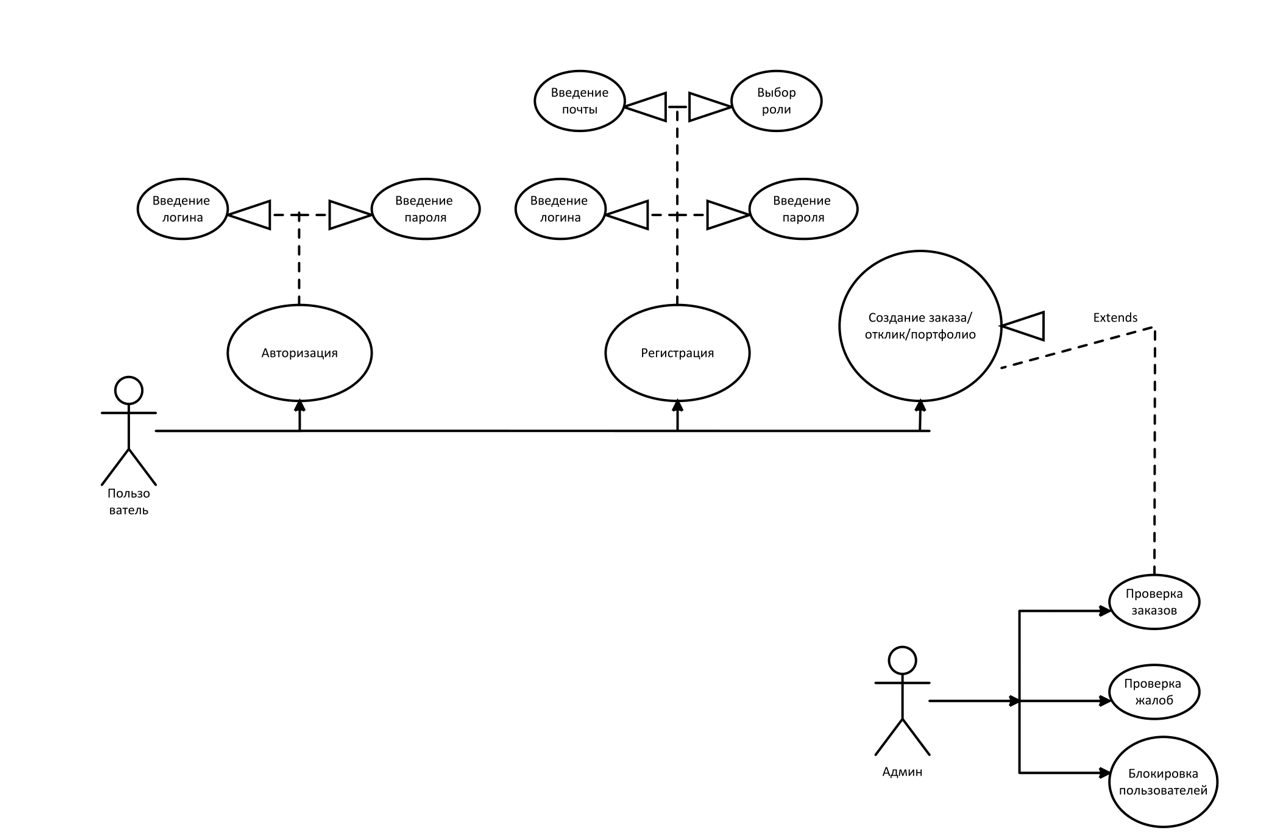 Введение
почты
Выбор
роли
Введение
логина
Введение
пароля
Введение
логина
Введение
пароля
Создание заказа/
отклик/портфолио
Extends
Авторизация
Регистрация
Пользо
ватель
Проверка
заказов
Проверка
жалоб
Админ
Блокировка
пользователей